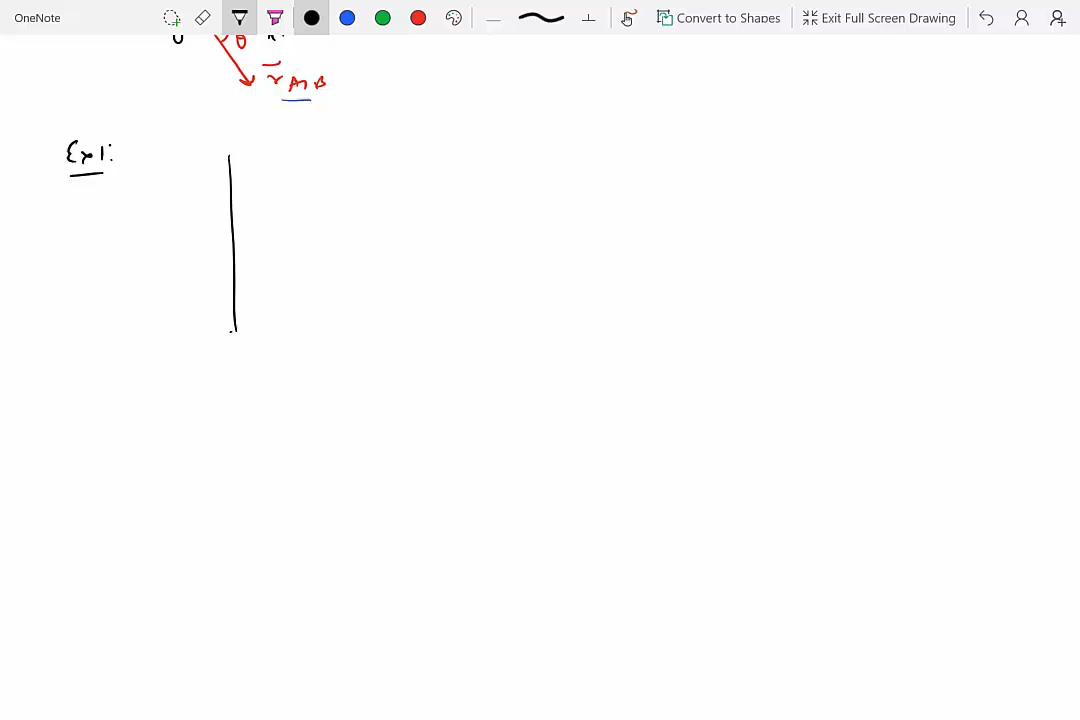 OneNote
Convert to Shapes
Exit Full Screen Drawing
θ
r A/B
Ex1: